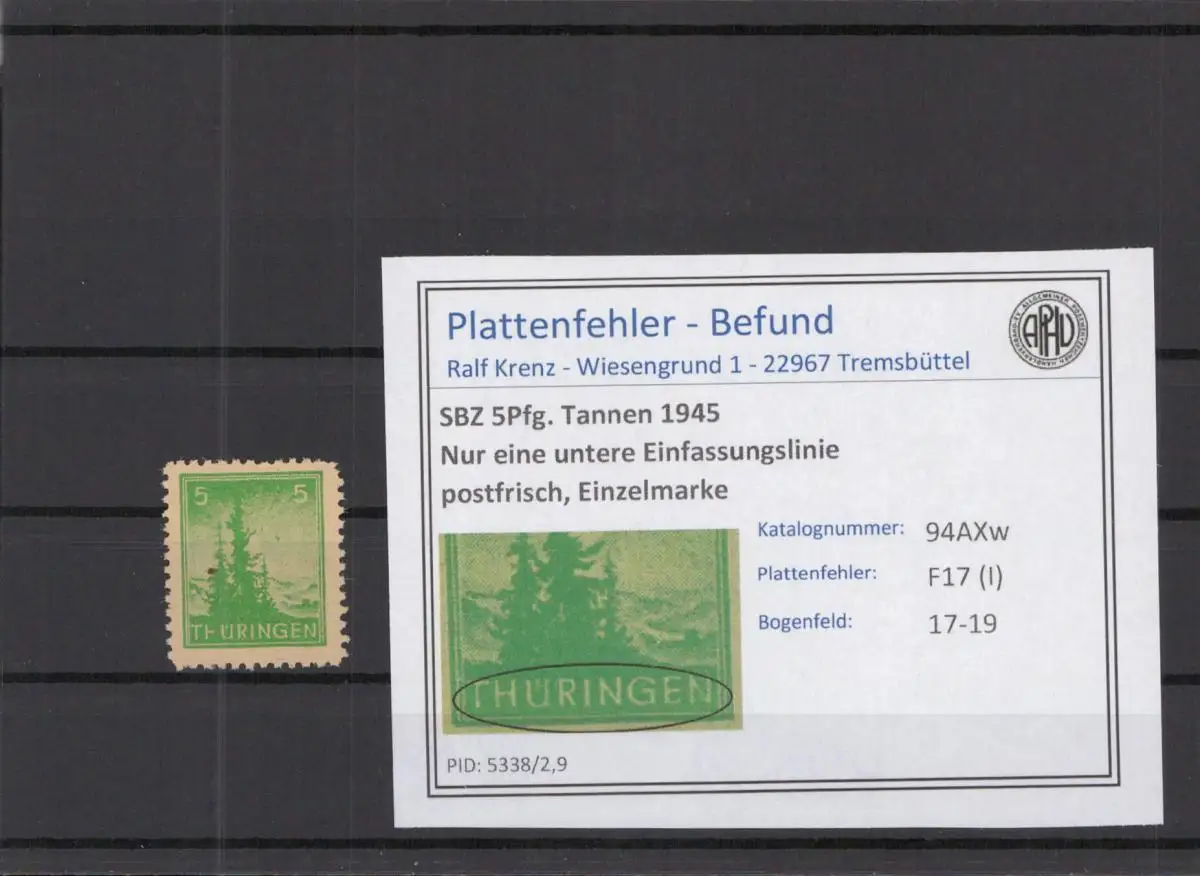 5 5
THÜRINGEN
Plattenfehler - Befund
Ralf Krenz - Wiesengrund 1 - 22967 Tremsbüttel
APHV
SBZ 5Pfg. Tannen 1945
Nur eine untere Einfassungslinie
postfrisch, Einzelmarke
THÜRINGEN
Katalognummer: 94AXw
Plattenfehler: F17 (I)
Bogenfeld: 17-19
PID: 5338/2,9